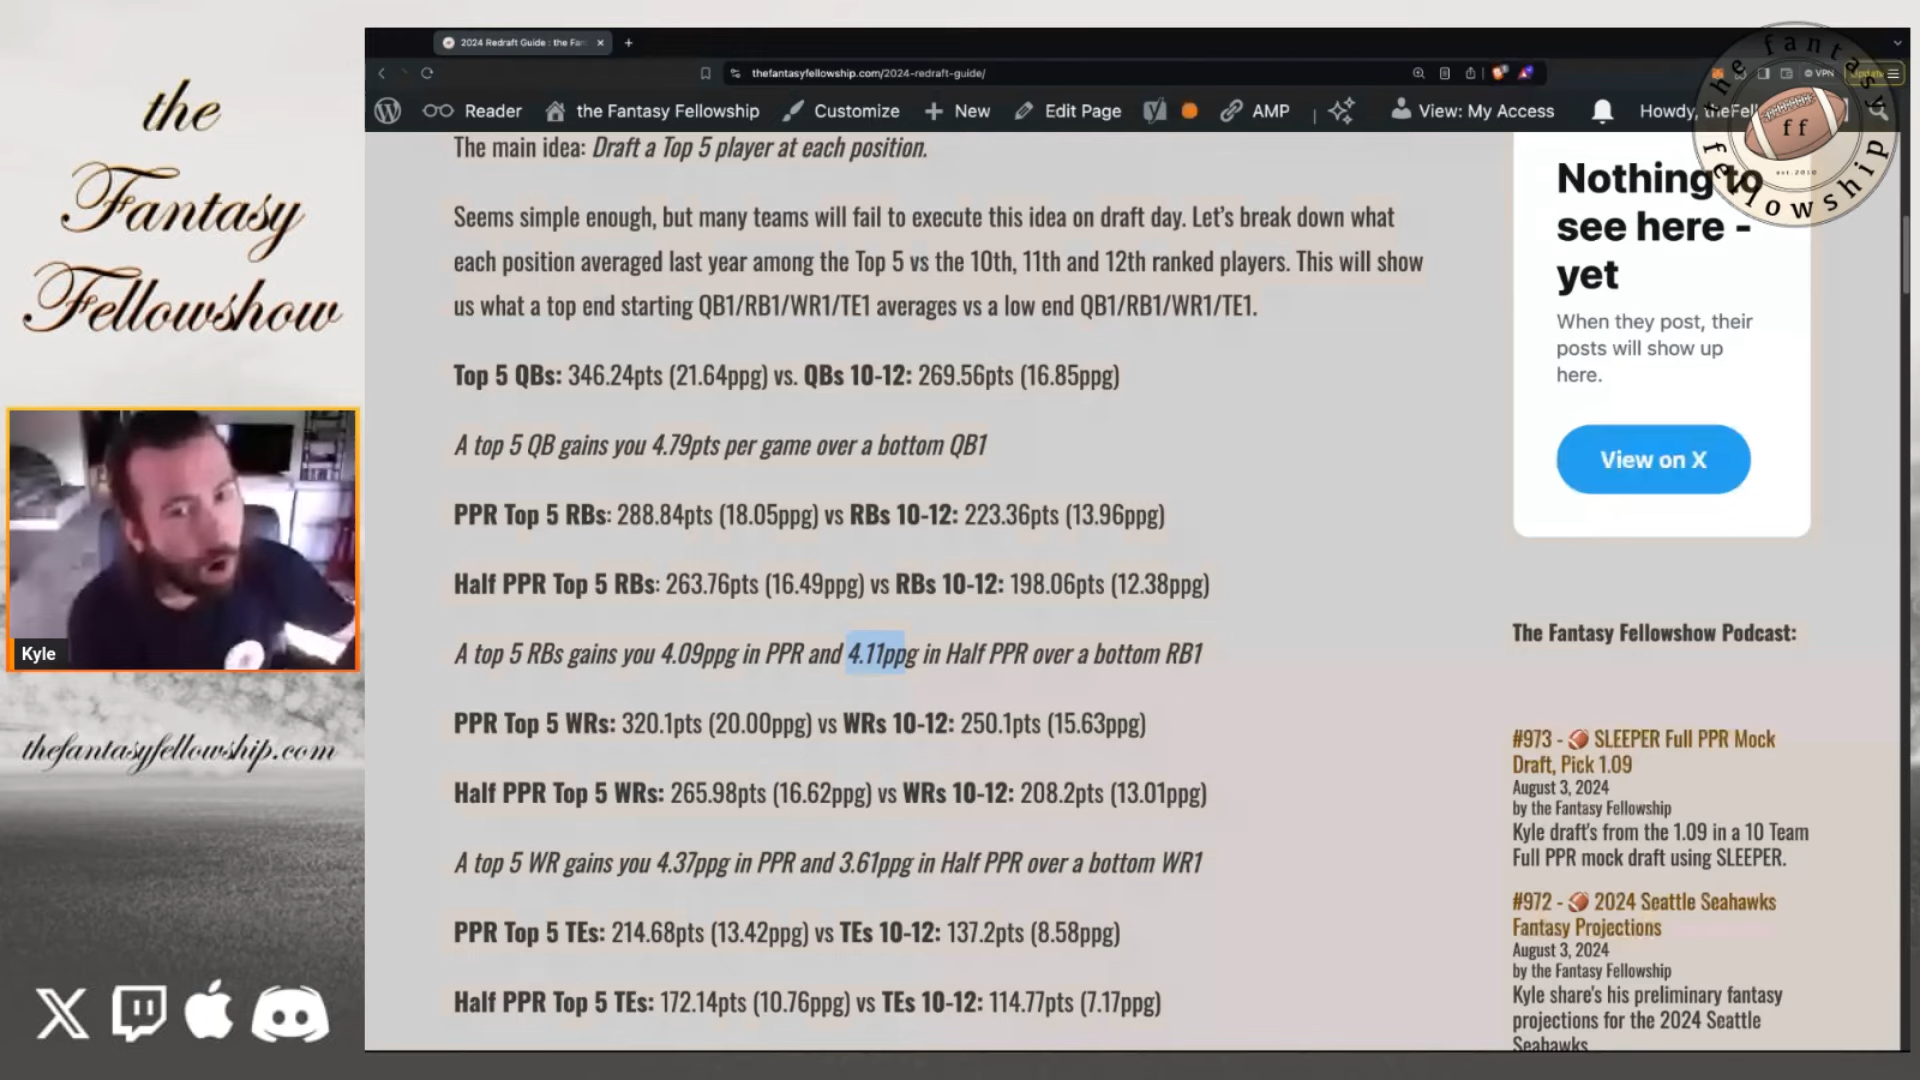 the
Fantasy
Fellowshow
Kyle
thefantasyfellowship.com
2024 Redraft Guide : the Fan
thefantasyfellowship.com/2024-redraft-guide/
VPN
Reader
the Fantasy Fellowship
Customize
New
Edit Page
AMP
View: My Access
Howdy, theFel
the fantasy fellowship
ff
est. 2010
The main idea: Draft a Top 5 player at each position.
Seems simple enough, but many teams will fail to execute this idea on draft day. Let’s break down what
each position averaged last year among the Top 5 vs the 10th, 11th and 12th ranked players. This will show
us what a top end starting QB1/RB1/WR1/TE1 averages vs a low end QB1/RB1/WR1/TE1.
Top 5 QBs: 346.24pts (21.64ppg) vs. QBs 10-12: 269.56pts (16.85ppg)
A top 5 QB gains you 4.79pts per game over a bottom QB1
PPR Top 5 RBs: 288.84pts (18.05ppg) vs RBs 10-12: 223.36pts (13.96ppg)
Half PPR Top 5 RBs: 263.76pts (16.49ppg) vs RBs 10-12: 198.06pts (12.38ppg)
A top 5 RBs gains you 4.09ppg in PPR and 4.11ppg in Half PPR over a bottom RB1
PPR Top 5 WRs: 320.1pts (20.00ppg) vs WRs 10-12: 250.1pts (15.63ppg)
Half PPR Top 5 WRs: 265.98pts (16.62ppg) vs WRs 10-12: 208.2pts (13.01ppg)
A top 5 WR gains you 4.37ppg in PPR and 3.61ppg in Half PPR over a bottom WR1
PPR Top 5 TEs: 214.68pts (13.42ppg) vs TEs 10-12: 137.2pts (8.58ppg)
Half PPR Top 5 TEs: 172.14pts (10.76ppg) vs TEs 10-12: 114.77pts (7.17ppg)
Nothing to
see here -
yet
When they post, their
posts will show up
here.
View on X
The Fantasy Fellowshow Podcast:
#973 - 🏈 SLEEPER Full PPR Mock
Draft, Pick 1.09
August 3, 2024
by the Fantasy Fellowship
Kyle draft's from the 1.09 in a 10 Team
Full PPR mock draft using SLEEPER.
#972 - 🏈 2024 Seattle Seahawks
Fantasy Projections
August 3, 2024
by the Fantasy Fellowship
Kyle share's his preliminary fantasy
projections for the 2024 Seattle
Seahawks